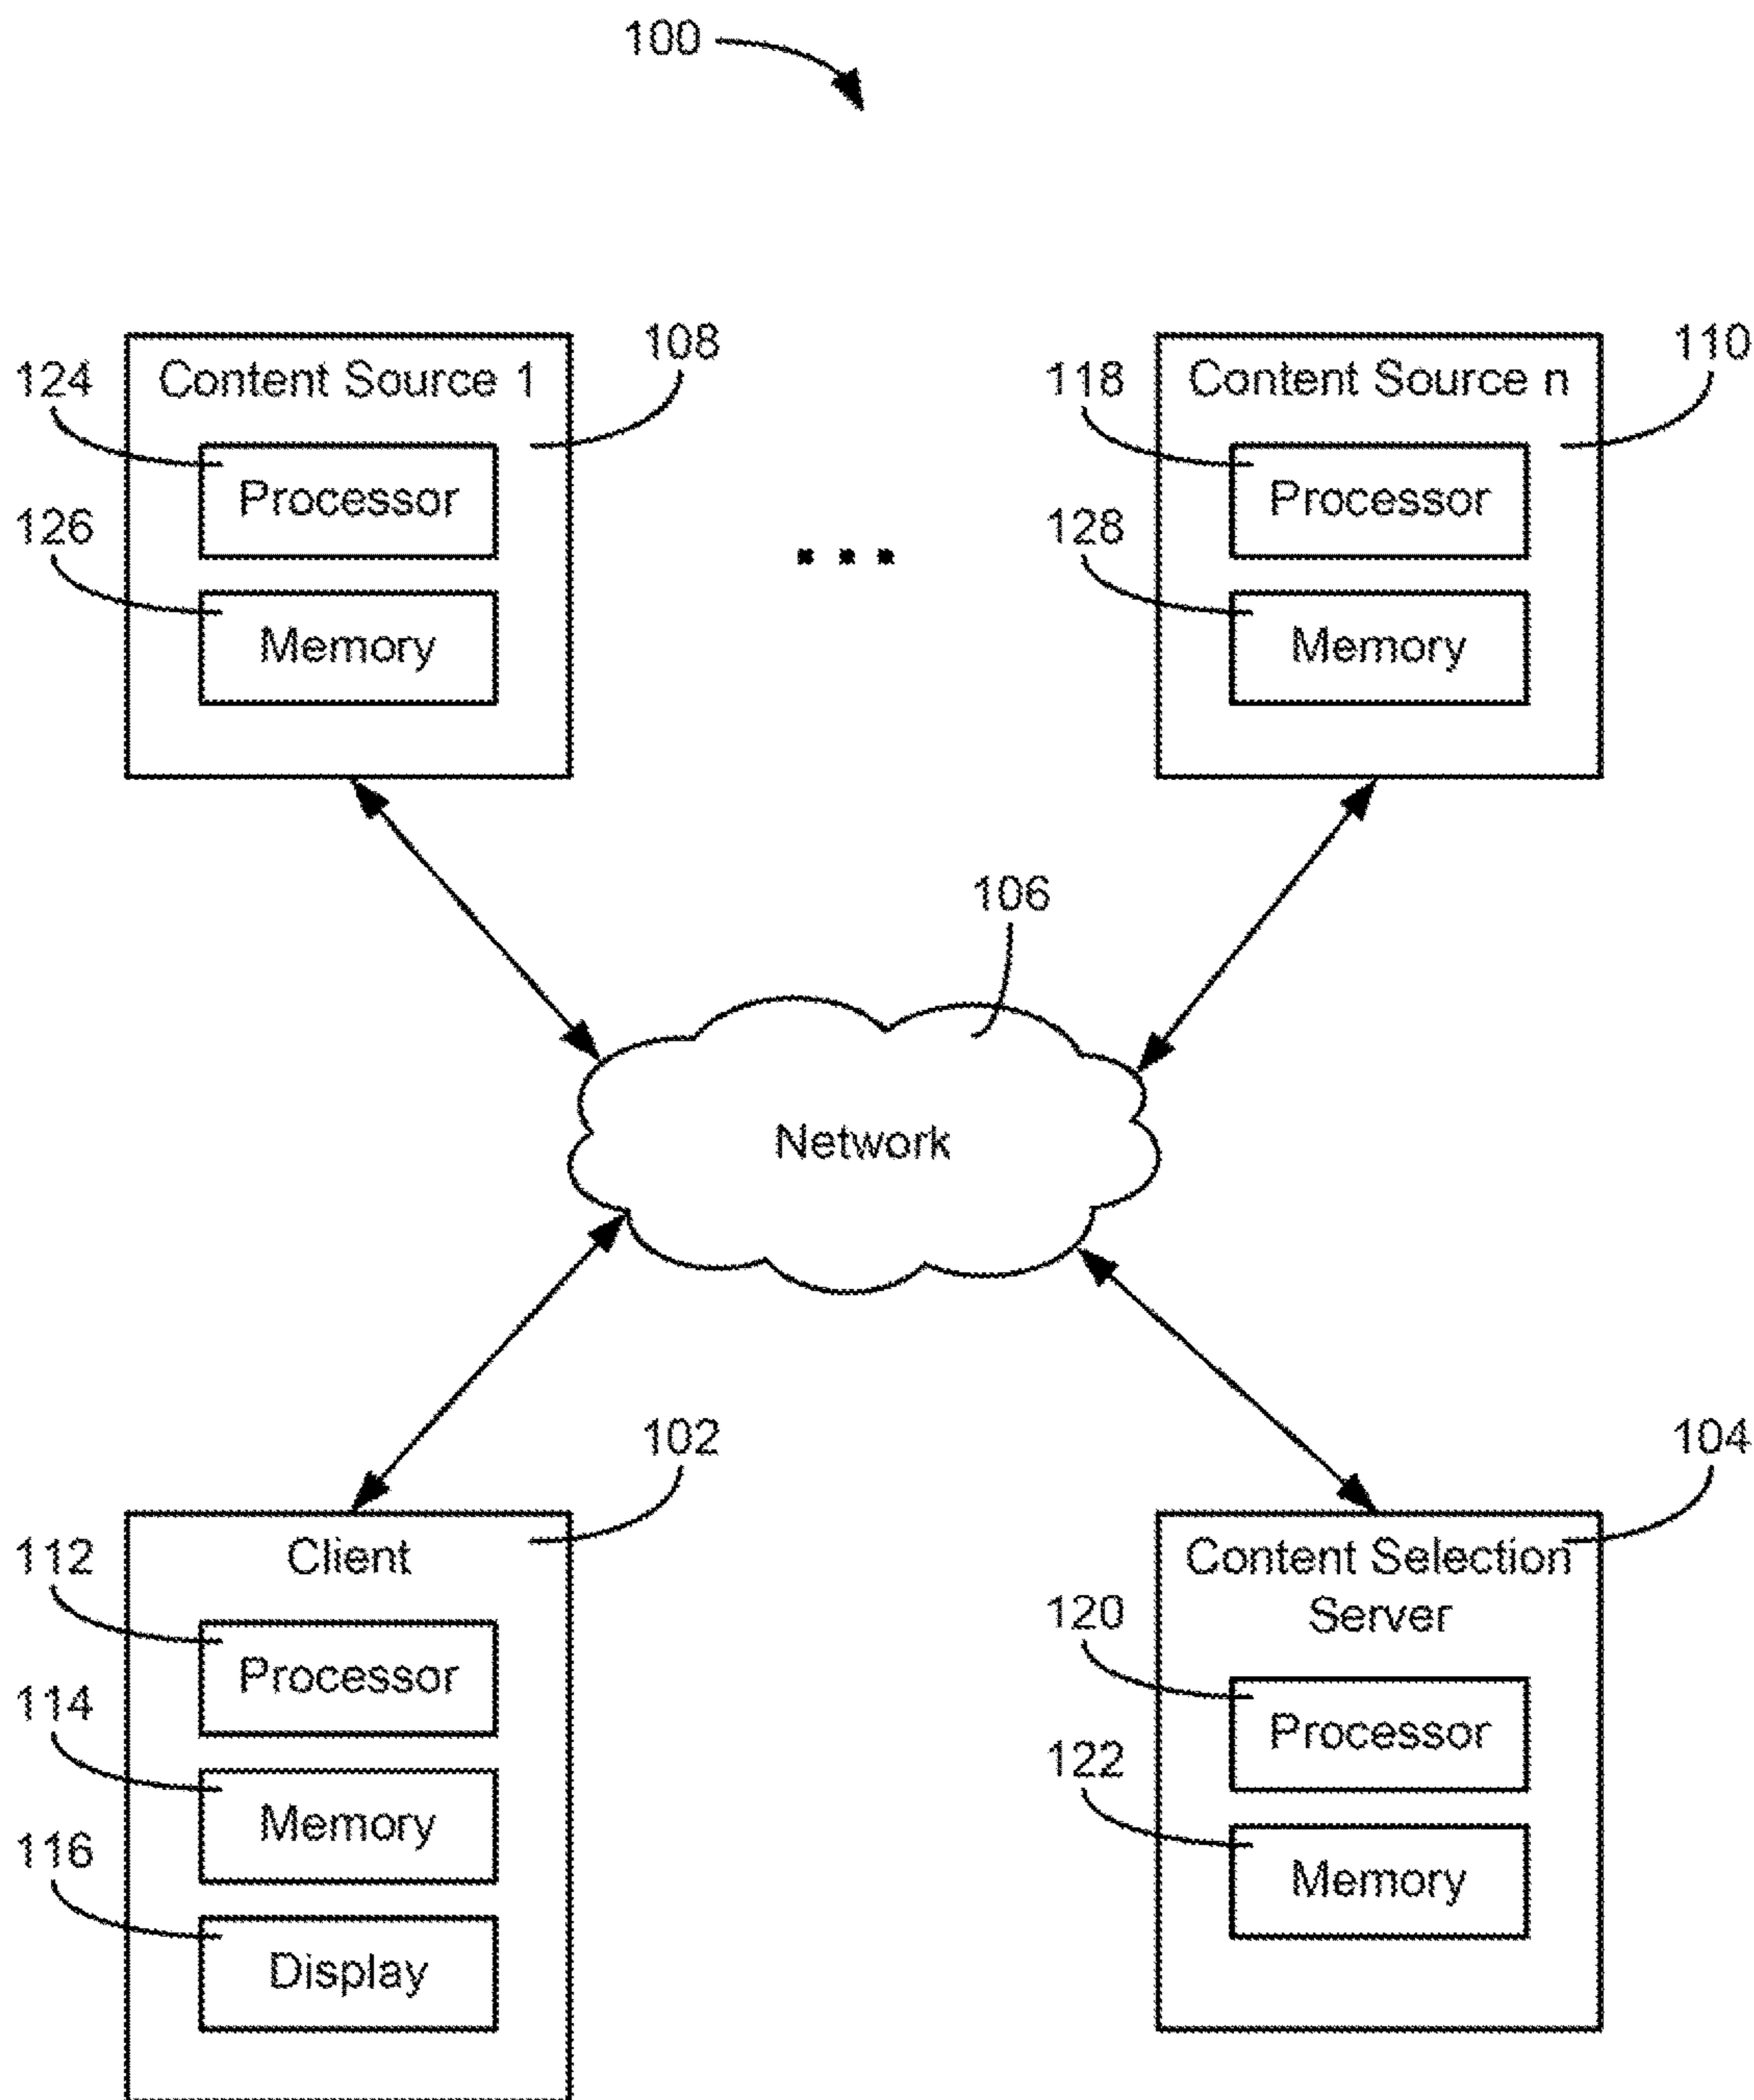 100
108
110
124
Content Source 1
118
Content Source n
Processor
Processor
126
128
...
Memory
Memory
106
Network
102
104
112
Client
Content Selection
Server
120
Processor
114
Processor
122
Memory
116
Memory
Display